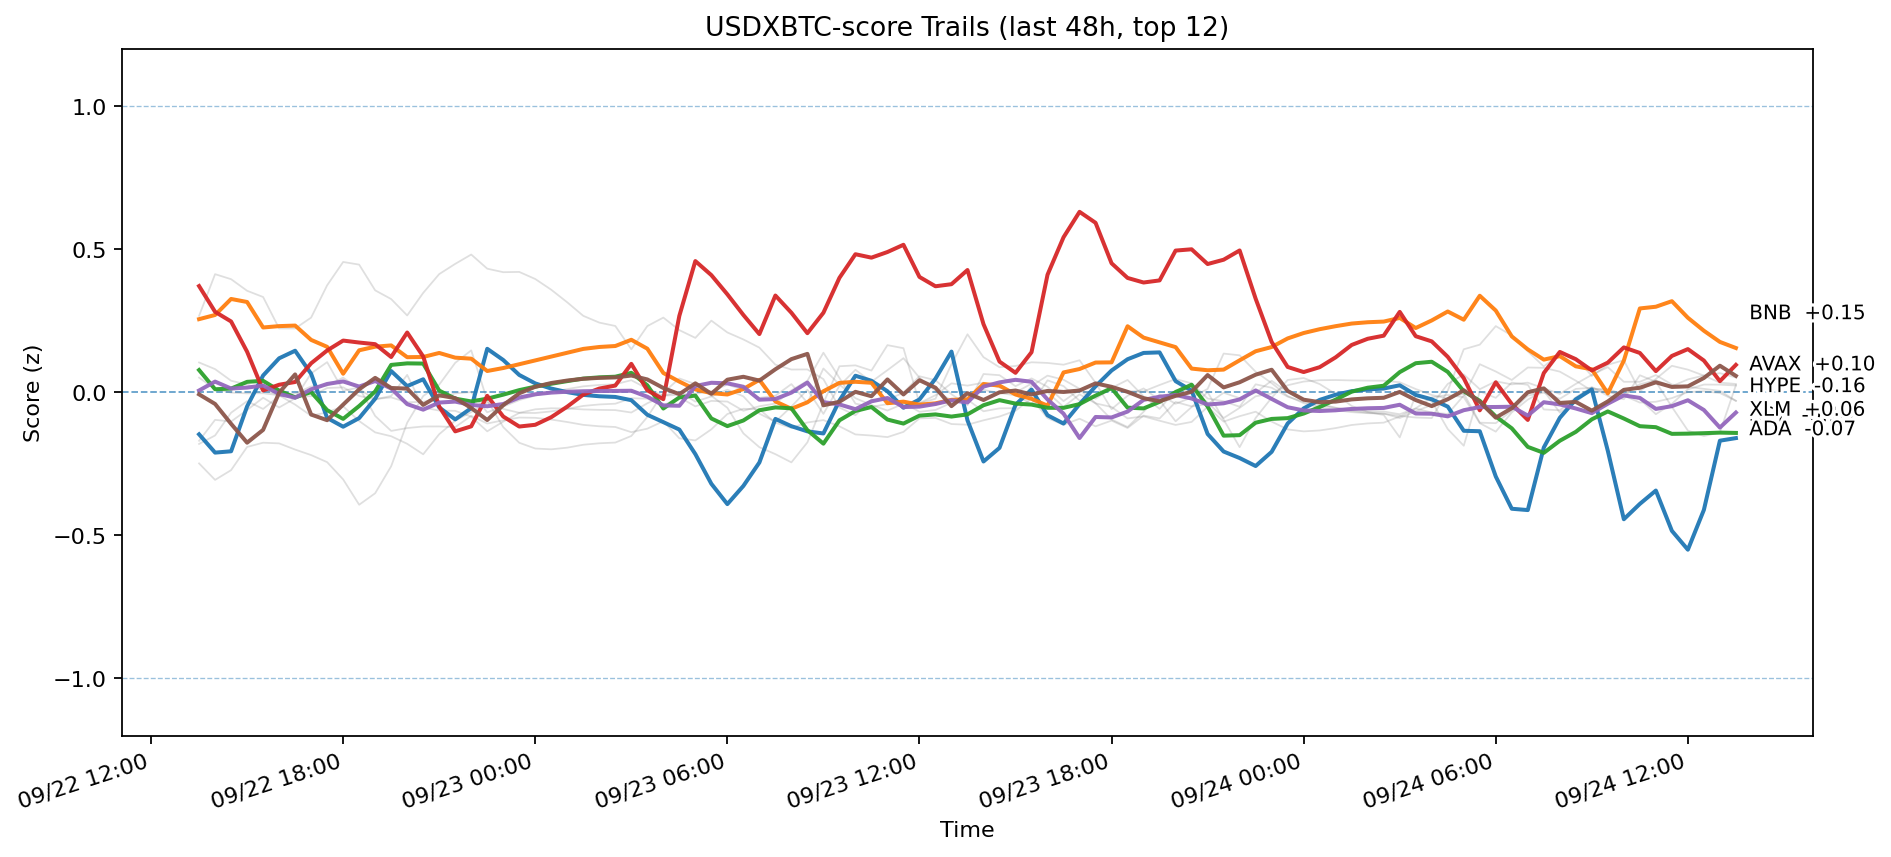 USDXBTC-score Trails (last 48h, top 12)
Score (z)
1.0
0.5
0.0
−0.5
−1.0
BNB +0.15
AVAX +0.10
HYPE -0.16
XLM +0.06
ADA -0.07
09/22 12:00
09/22 18:00
09/23 00:00
09/23 06:00
09/23 12:00
09/23 18:00
09/24 00:00
09/24 06:00
09/24 12:00
Time